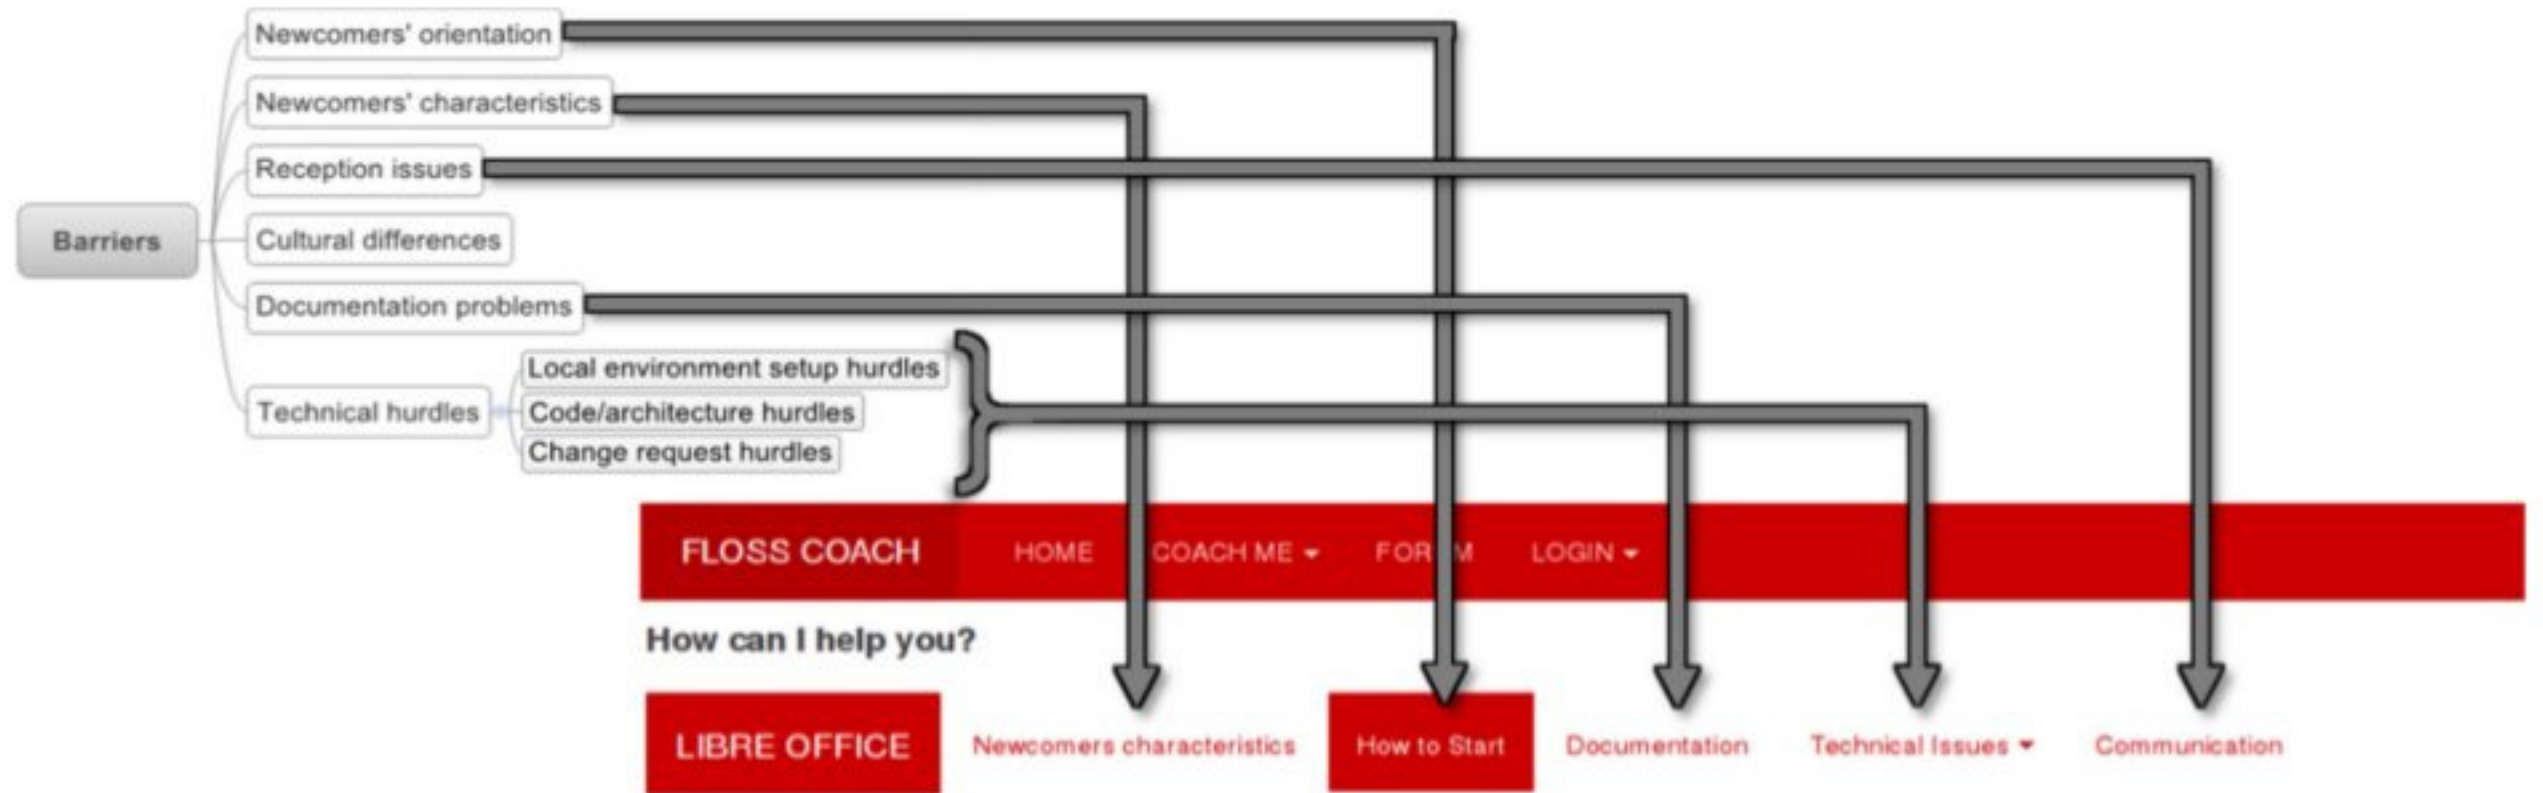 Newcomers' orientation
Newcomers' characteristics
Reception issues
Barriers
Cultural differences
Documentation problems
Local environment setup hurdles
Technical hurdles
Code/architecture hurdles
Change request hurdles
FLOSS COACH HOME COACH ME FORUM LOGIN
How can I help you?
LIBRE OFFICE Newcomers characteristics How to Start Documentation Technical Issues Communication